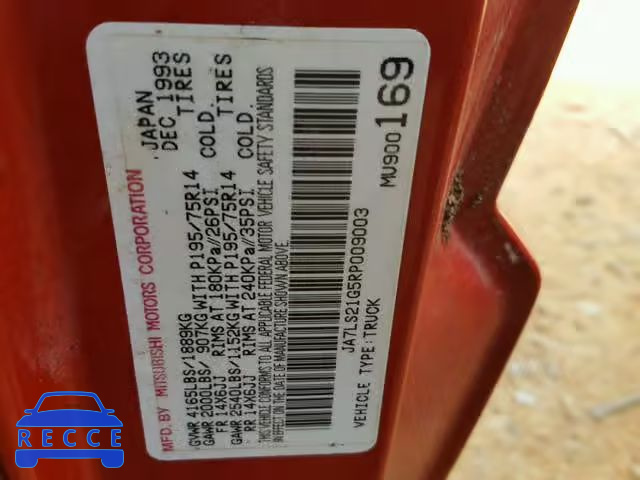 MFD.BY MITSUBISHI MOTORS CORPORATION JAPAN
GVWR 4165LBS/1889KG DEC 1993
GAWR 2000LBS/ 907KG WITH P195/75R14 TIRES
FR 14X6JJ RIMS AT 180KPa//26PSI COLD.
GAWR 2540LBS/1152KG WITH P195/75R14 TIRES
RR 14X6JJ RIMS AT 240KPa//35PSI COLD.
THIS VEHICLE CONFORMS TO ALL APPLICABLE FEDERAL MOTOR VEHICLE SAFETY STANDARDS
IN EFFECT ON THE DATE OF MANUFACTURE SHOWN ABOVE.
JA7LS21G5RP009003
VEHICLE TYPE: TRUCK
MU900169
RECCE